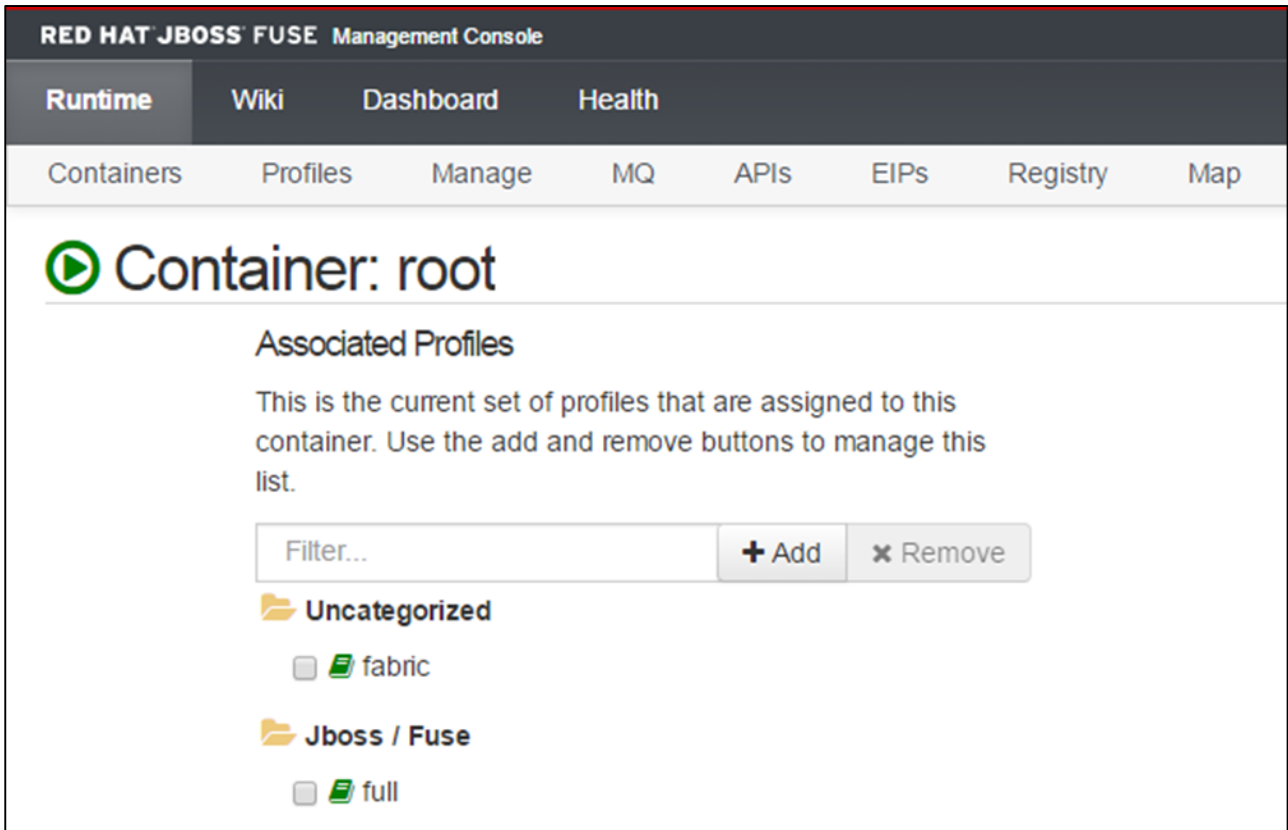 RED HAT JBOSS FUSE Management Console
Runtime Wiki Dashboard Health
Containers Profiles Manage MQ APIs EIPs Registry Map
Container: root
Associated Profiles
This is the current set of profiles that are assigned to this
container. Use the add and remove buttons to manage this
list.
Filter... Add Remove
Uncategorized
fabric
Jboss / Fuse
full